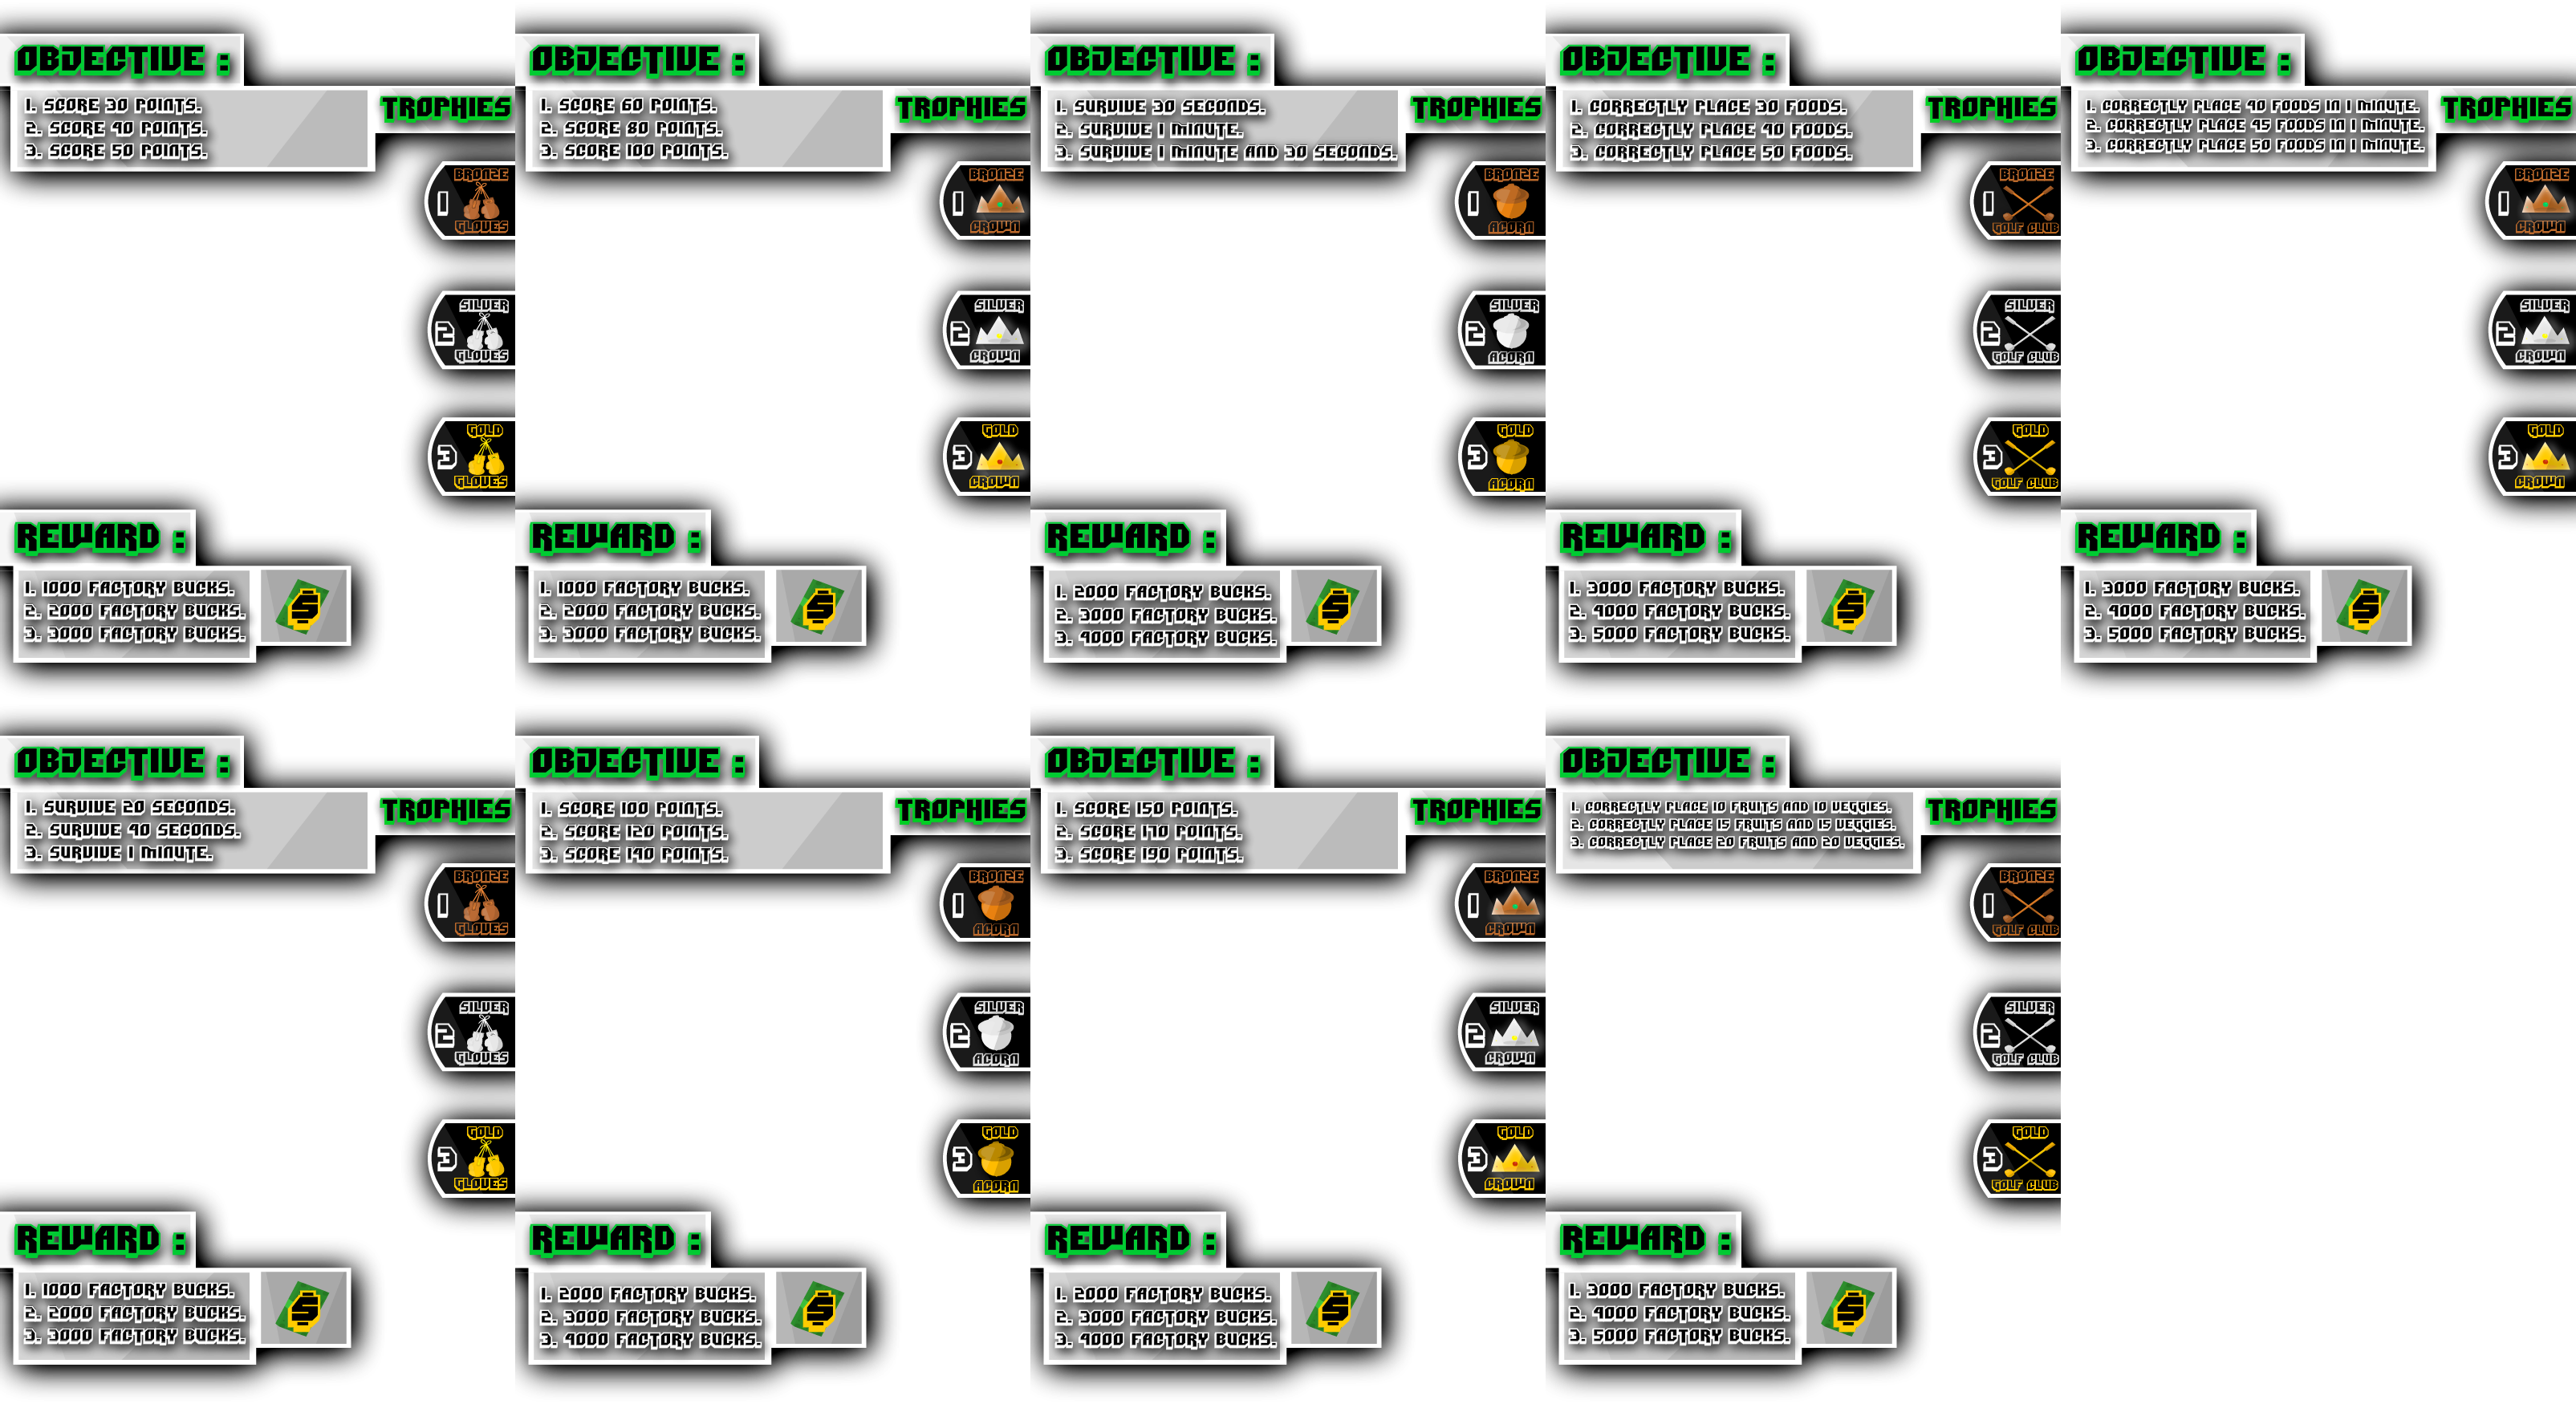 OBJECTIVE :
1. SCORE 30 POINTS.
2. SCORE 40 POINTS.
3. SCORE 50 POINTS.
TROPHIES
1
BRONZE
GLOVES
2
SILVER
GLOVES
3
GOLD
GLOVES
REWARD :
1. 1000 FACTORY BUCKS.
2. 2000 FACTORY BUCKS.
3. 3000 FACTORY BUCKS.
$
OBJECTIVE :
1. SCORE 60 POINTS.
2. SCORE 80 POINTS.
3. SCORE 100 POINTS.
TROPHIES
1
BRONZE
CROWN
2
SILVER
CROWN
3
GOLD
CROWN
REWARD :
1. 1000 FACTORY BUCKS.
2. 2000 FACTORY BUCKS.
3. 3000 FACTORY BUCKS.
$
OBJECTIVE :
1. SURVIVE 30 SECONDS.
2. SURVIVE 1 MINUTE.
3. SURVIVE 1 MINUTE AND 30 SECONDS.
TROPHIES
1
BRONZE
ACORN
2
SILVER
ACORN
3
GOLD
ACORN
REWARD :
1. 2000 FACTORY BUCKS.
2. 3000 FACTORY BUCKS.
3. 4000 FACTORY BUCKS.
$
OBJECTIVE :
1. CORRECTLY PLACE 30 FOODS.
2. CORRECTLY PLACE 40 FOODS.
3. CORRECTLY PLACE 50 FOODS.
TROPHIES
1
BRONZE
GOLF CLUB
2
SILVER
GOLF CLUB
3
GOLD
GOLF CLUB
REWARD :
1. 3000 FACTORY BUCKS.
2. 4000 FACTORY BUCKS.
3. 5000 FACTORY BUCKS.
$
OBJECTIVE :
1. CORRECTLY PLACE 40 FOODS IN 1 MINUTE.
2. CORRECTLY PLACE 45 FOODS IN 1 MINUTE.
3. CORRECTLY PLACE 50 FOODS IN 1 MINUTE.
TROPHIES
1
BRONZE
CROWN
2
SILVER
CROWN
3
GOLD
CROWN
REWARD :
1. 3000 FACTORY BUCKS.
2. 4000 FACTORY BUCKS.
3. 5000 FACTORY BUCKS.
$
OBJECTIVE :
1. SURVIVE 20 SECONDS.
2. SURVIVE 40 SECONDS.
3. SURVIVE 1 MINUTE.
TROPHIES
1
BRONZE
GLOVES
2
SILVER
GLOVES
3
GOLD
GLOVES
REWARD :
1. 1000 FACTORY BUCKS.
2. 2000 FACTORY BUCKS.
3. 3000 FACTORY BUCKS.
$
OBJECTIVE :
1. SCORE 100 POINTS.
2. SCORE 120 POINTS.
3. SCORE 140 POINTS.
TROPHIES
1
BRONZE
ACORN
2
SILVER
ACORN
3
GOLD
ACORN
REWARD :
1. 2000 FACTORY BUCKS.
2. 3000 FACTORY BUCKS.
3. 4000 FACTORY BUCKS.
$
OBJECTIVE :
1. SCORE 150 POINTS.
2. SCORE 170 POINTS.
3. SCORE 190 POINTS.
TROPHIES
1
BRONZE
CROWN
2
SILVER
CROWN
3
GOLD
CROWN
REWARD :
1. 2000 FACTORY BUCKS.
2. 3000 FACTORY BUCKS.
3. 4000 FACTORY BUCKS.
$
OBJECTIVE :
1. CORRECTLY PLACE 10 FRUITS AND 10 VEGGIES.
2. CORRECTLY PLACE 15 FRUITS AND 15 VEGGIES.
3. CORRECTLY PLACE 20 FRUITS AND 20 VEGGIES.
TROPHIES
1
BRONZE
GOLF CLUB
2
SILVER
GOLF CLUB
3
GOLD
GOLF CLUB
REWARD :
1. 3000 FACTORY BUCKS.
2. 4000 FACTORY BUCKS.
3. 5000 FACTORY BUCKS.
$